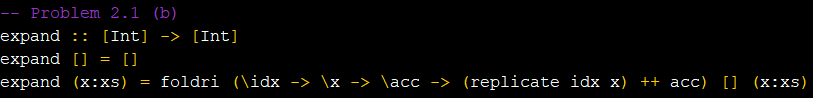 -- Problem 2.1 (b)
expand :: [Int] -> [Int]
expand [] = []
expand (x:xs) = foldri (\idx -> \x -> \acc -> (replicate idx x) ++ acc) [] (x:xs)